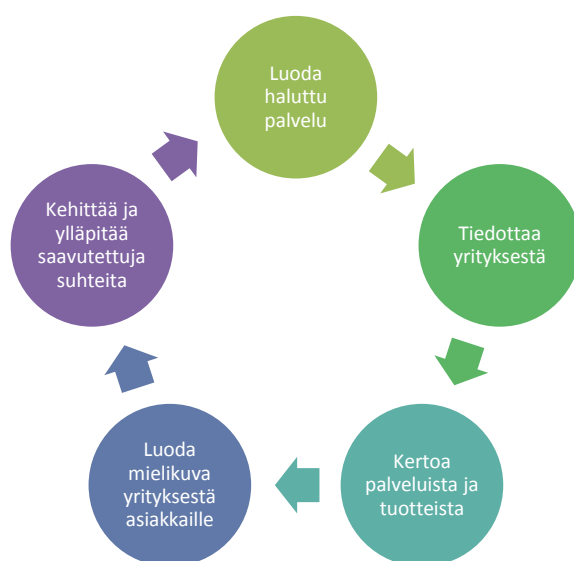 Luoda
haluttu
palvelu
Tiedottaa
yrityksestä
Kertoa
palveluista ja
tuotteista
Luoda
mielikuva
yrityksestä
asiakkaille
Kehittää ja
ylläpitää
saavutettuja
suhteita